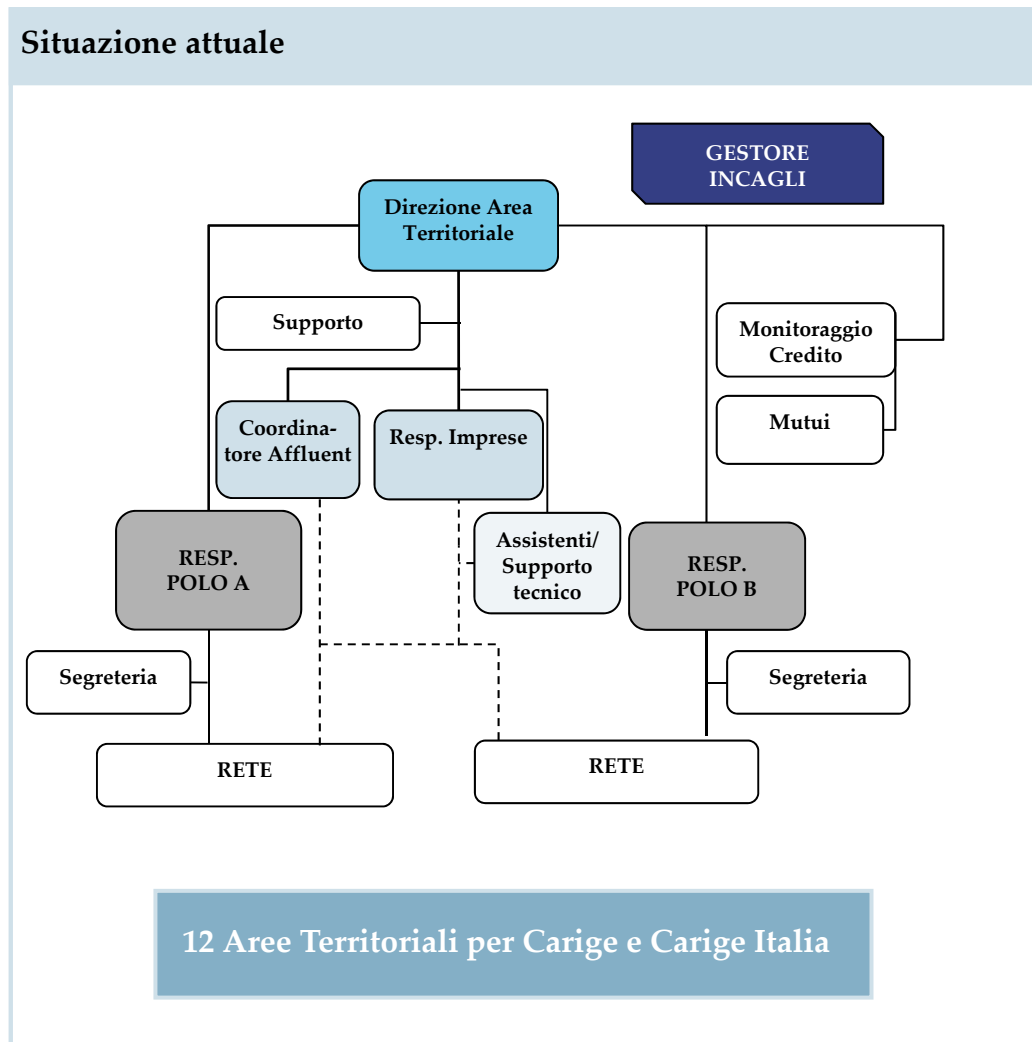 Situazione attuale
GESTORE
INCAGLI
Direzione Area
Territoriale
Supporto
Monitoraggio
Credito
Coordina-
tore Affluent
Resp. Imprese
Mutui
RESP.
POLO A
Assistenti/
Supporto
tecnico
RESP.
POLO B
Segreteria
Segreteria
RETE
RETE
12 Aree Territoriali per Carige e Carige Italia